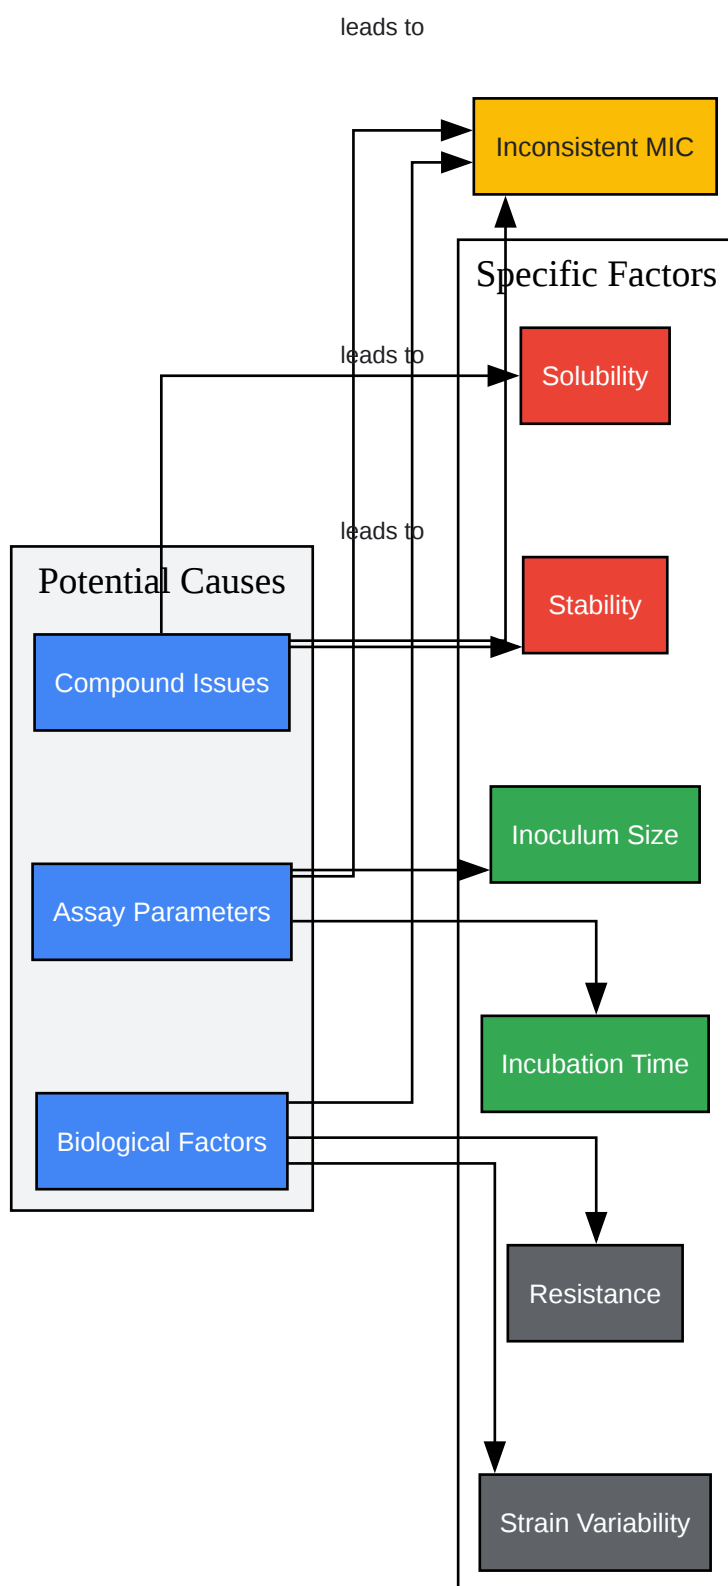 leads to
Inconsistent MIC
Specific Factors
leads to
Solubility
leads to
Potential Causes
Stability
Compound Issues
Inoculum Size
Assay Parameters
Incubation Time
Biological Factors
Resistance
Strain Variability